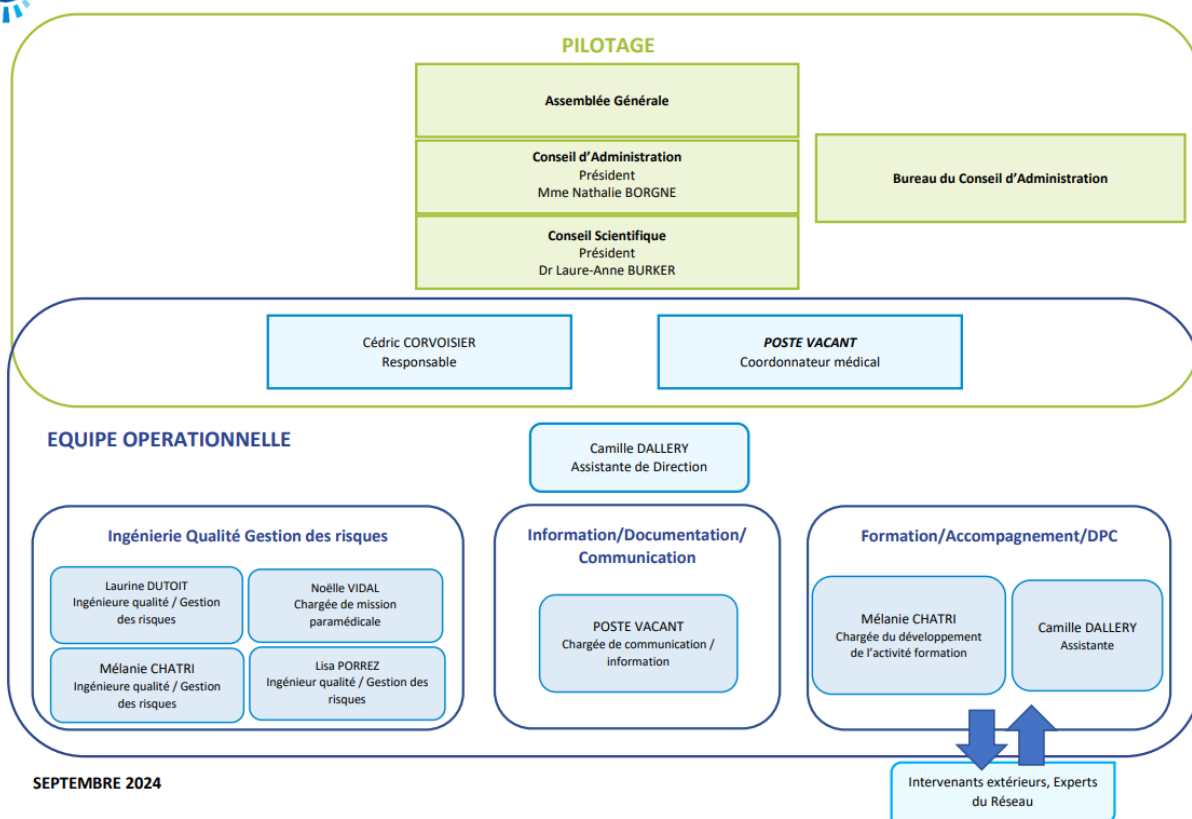 PILOTAGE
Assemblée Générale
Conseil d'Administration
Président
Mme Nathalie BORGNE
Bureau du Conseil d'Administration
Conseil Scientifique
Président
Dr Laure-Anne BURKER
Cédric CORVOISIER
Responsable
POSTE VACANT
Coordonnateur médical
EQUIPE OPERATIONNELLE
Camille DALLERY
Assistante de Direction
Ingénierie Qualité Gestion des risques
Laurine DUTOIT
Ingénieure qualité / Gestion
des risques
Noëlle VIDAL
Chargée de mission
paramédicale
Mélanie CHATRI
Ingénieure qualité / Gestion
des risques
Lisa PORREZ
Ingénieur qualité / Gestion des
risques
Information/Documentation/
Communication
POSTE VACANT
Chargée de communication /
information
Formation/Accompagnement/DPC
Mélanie CHATRI
Chargée du développement
de l'activité formation
Camille DALLERY
Assistante
Intervenants extérieurs, Experts
du Réseau
SEPTEMBRE 2024